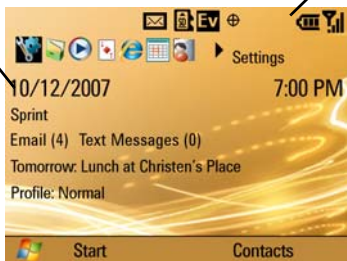 Ev
Settings
10/12/2007 7:00 PM
Sprint
Email (4) Text Messages (0)
Tomorrow: Lunch at Christen's Place
Profile: Normal
Start Contacts